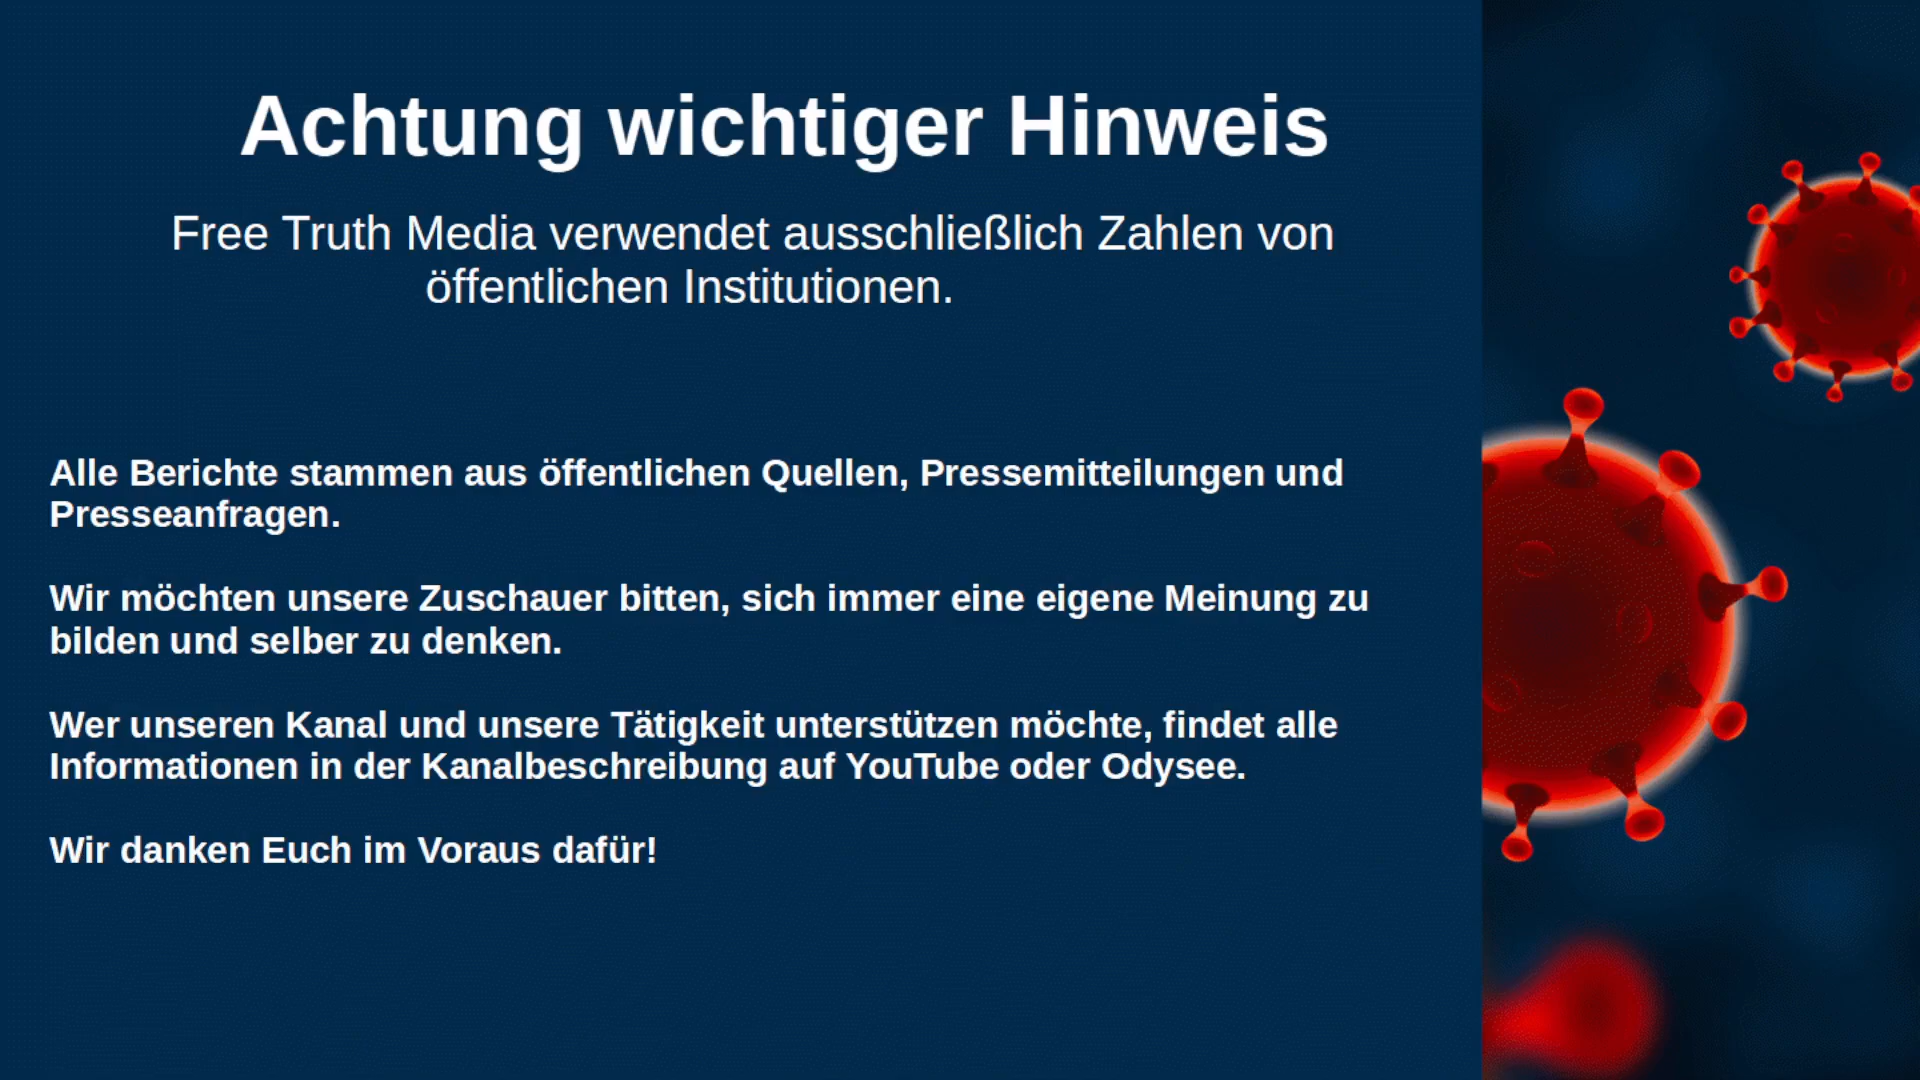 Achtung wichtiger Hinweis
Free Truth Media verwendet ausschließlich Zahlen von
öffentlichen Institutionen.
Alle Berichte stammen aus öffentlichen Quellen, Pressemitteilungen und
Presseanfragen.
Wir möchten unsere Zuschauer bitten, sich immer eine eigene Meinung zu
bilden und selber zu denken.
Wer unseren Kanal und unsere Tätigkeit unterstützen möchte, findet alle
Informationen in der Kanalbeschreibung auf YouTube oder Odysee.
Wir danken Euch im Voraus dafür!